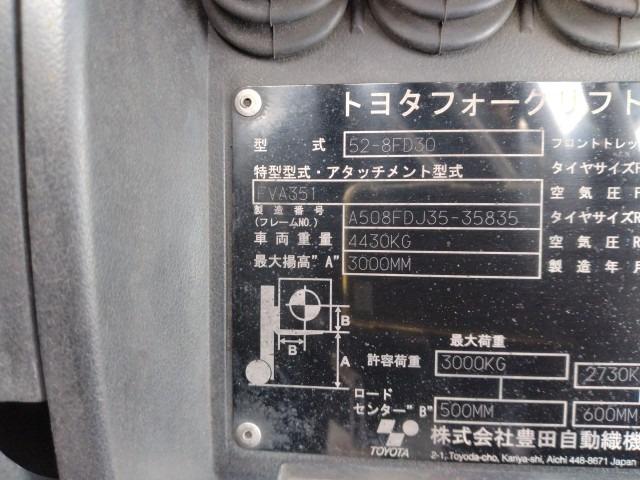 トヨタフォークリフト
型 式 52-8FD30 フロントトレッ
特型型式・アタッチメント型式 タイヤサイズF
FVA351 空気圧F
製造番号 (フレームNO.) A508FDJ35-35835 タイヤサイズR
車両重量 4430KG 空気圧R
最大揚高"A" 3000MM 製造年月
B
B A
最大荷重
許容荷重 3000KG 2730K
ロード
センター"B" 500MM 600MM
TOYOTA 株式会社豊田自動織機
2-1, Toyoda-cho, Kariya-shi, Aichi 448-8671 Japan